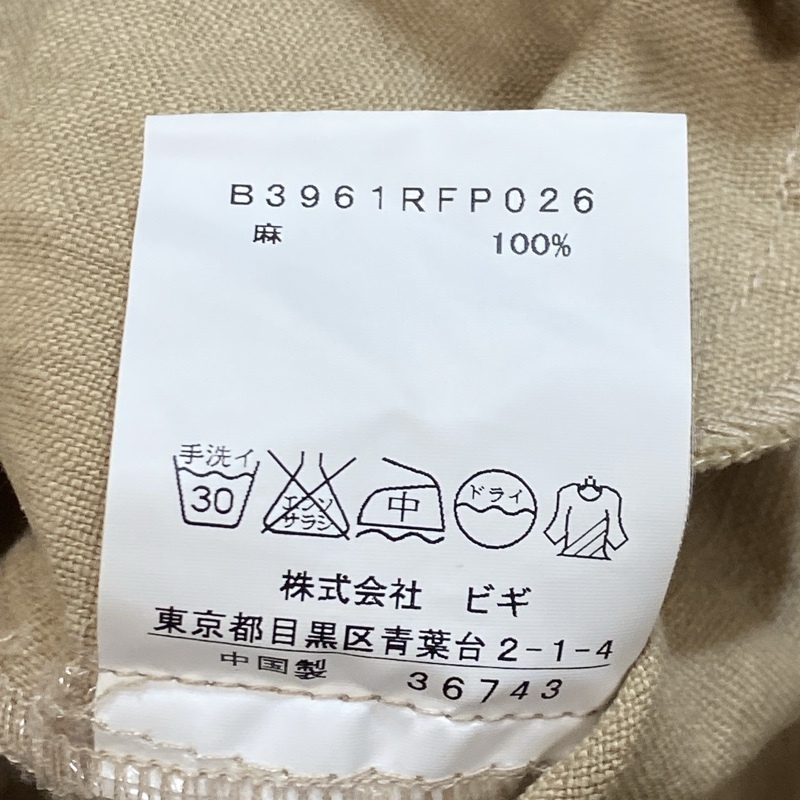 B3961RFP026
麻 100%
手洗イ
30
エンソ
サラシ
中
ドライ
株式会社 ビギ
東京都目黒区青葉台2-1-4
中国製 36743